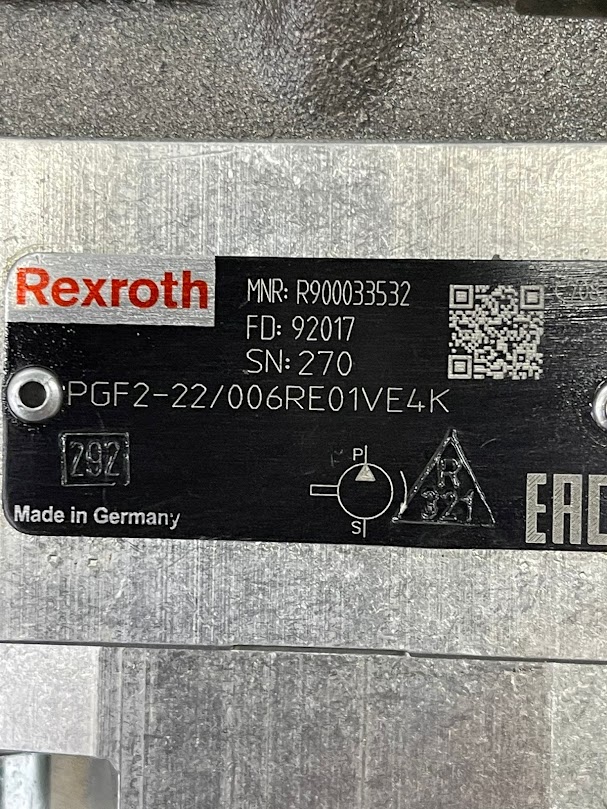 Rexroth
MNR: R900033532
FD: 92017
SN: 270
PGF2-22/006RE01VE4K
292
P
S
R
321
Made in Germany
EAC